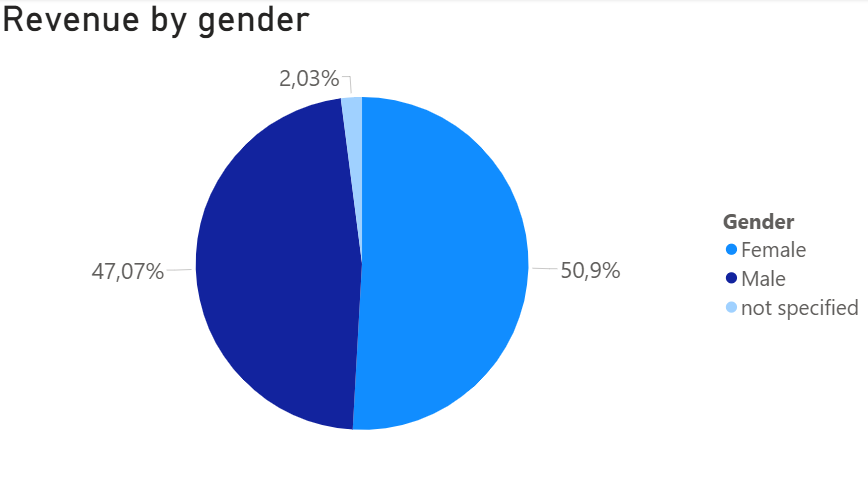 Revenue by gender
2,03%
47,07%
50,9%
Gender
Female
Male
not specified